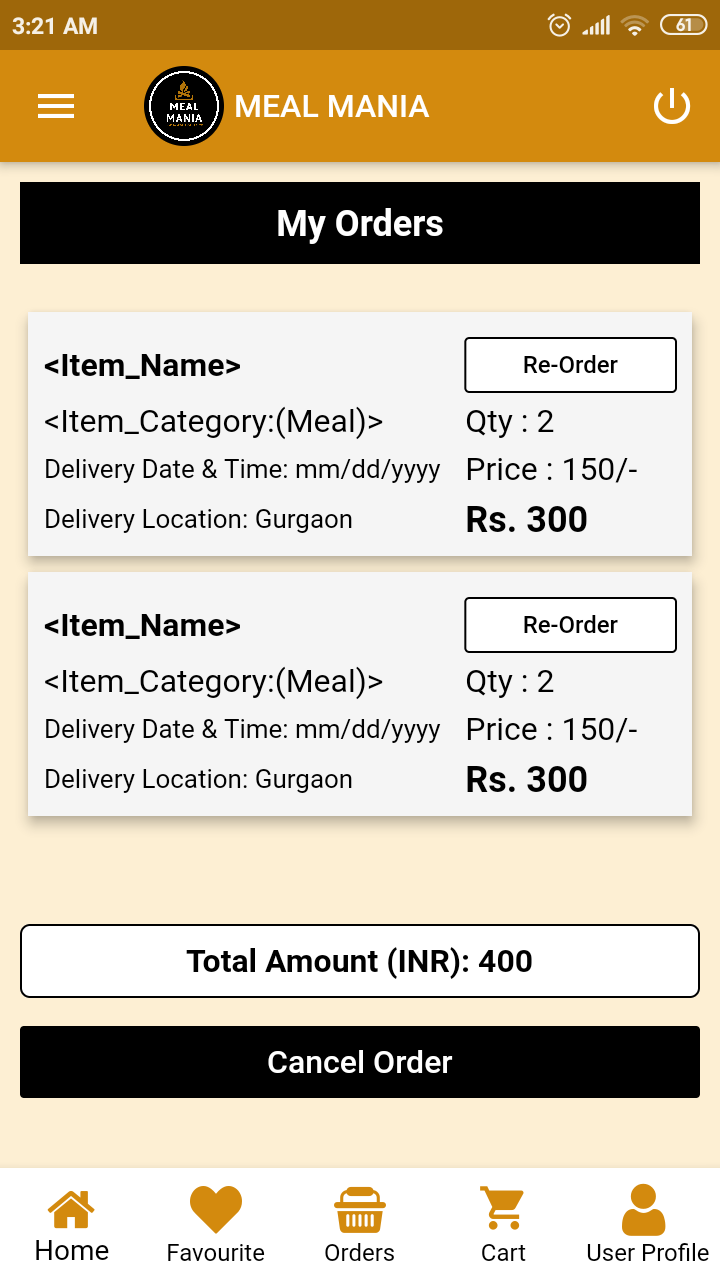 3:21 AM
61
MEAL
MANIA
MEAL MANIA
My Orders
<Item_Name>
Re-Order
<Item_Category:(Meal)>
Qty : 2
Delivery Date & Time: mm/dd/yyyy
Price : 150/-
Delivery Location: Gurgaon
Rs. 300
<Item_Name>
Re-Order
<Item_Category:(Meal)>
Qty : 2
Delivery Date & Time: mm/dd/yyyy
Price : 150/-
Delivery Location: Gurgaon
Rs. 300
Total Amount (INR): 400
Cancel Order
Home
Favourite
Orders
Cart
User Profile